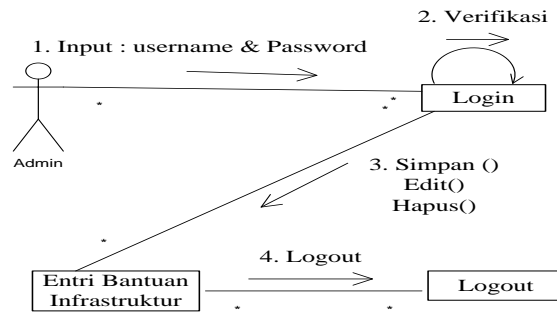 2. Verifikasi
1. Input : username & Password
*
*
*
Login
Admin
3. Simpan ()
Edit()
Hapus()
*
4. Logout
Entri Bantuan
Infrastruktur
Logout
*
*